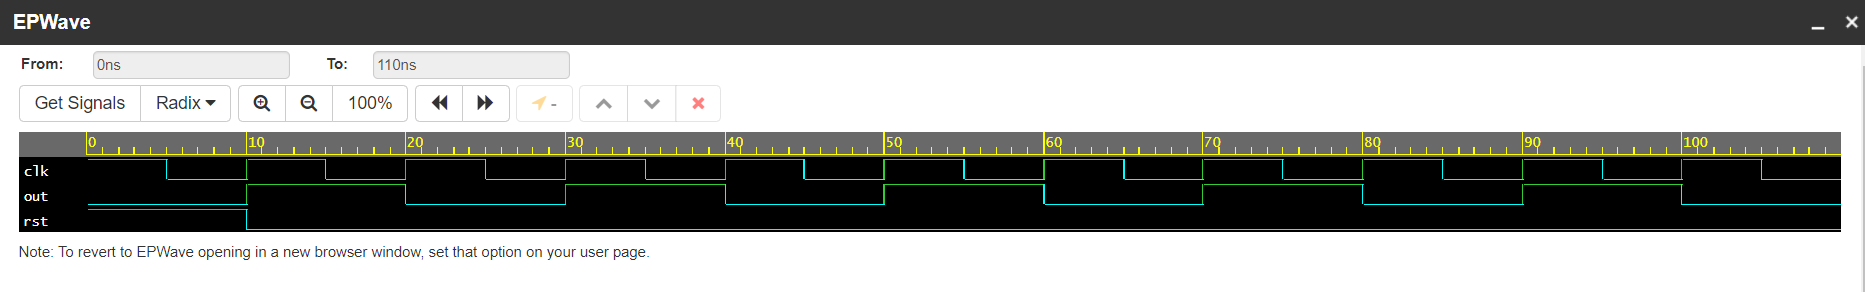 EPWave
From: 0ns To: 110ns
Get Signals Radix 100% -
0 10 20 30 40 50 60 70 80 90 100
clk
out
rst
Note: To revert to EPWave opening in a new browser window, set that option on your user page.